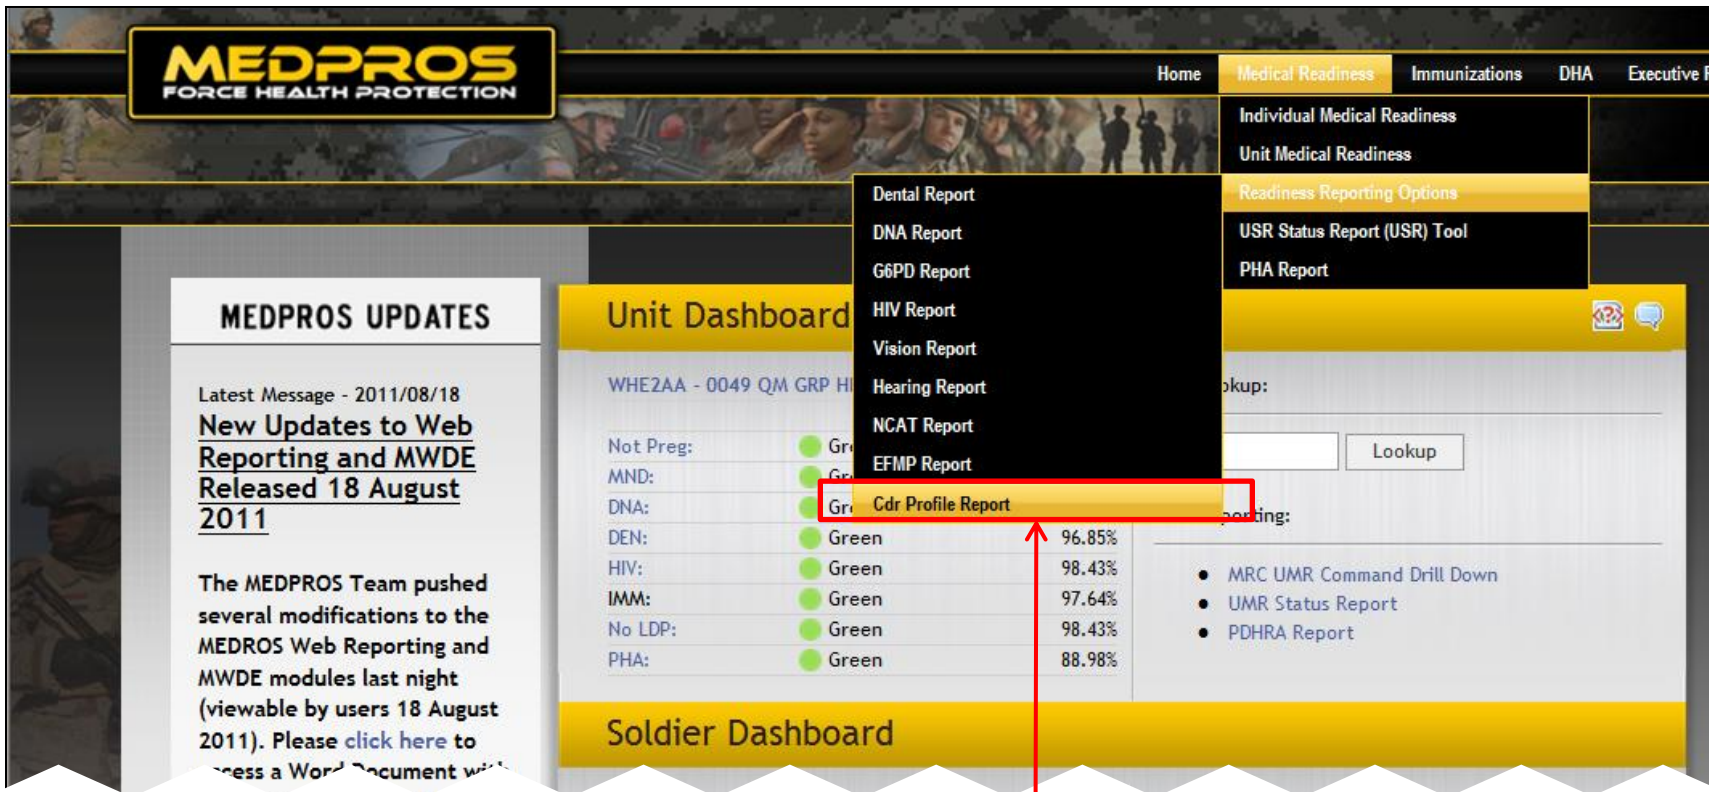 MEDPROS
FORCE HEALTH PROTECTION
Home
Medical Readiness
Immunizations
DHA
Executive
Individual Medical Readiness
Unit Medical Readiness
Readiness Reporting Options
USR Status Report (USR) Tool
PHA Report
Dental Report
DNA Report
G6PD Report
HIV Report
Vision Report
Hearing Report
NCAT Report
EFMP Report
Cdr Profile Report
MEDPROS UPDATES
Latest Message - 2011/08/18
New Updates to Web
Reporting and MWDE
Released 18 August
2011
The MEDPROS Team pushed
several modifications to the
MEDROS Web Reporting and
MWDE modules last night
(viewable by users 18 August
2011). Please click here to
a Word Document
Unit Dashboard
WHE2AA - 0049 QM GRP
Not Preg:
MND:
DNA:
DEN: Green 96.85%
HIV: Green 98.43%
IMM: Green 97.64%
No LDP: Green 98.43%
PHA: Green 88.98%
Lookup
MRC UMR Command Drill Down
UMR Status Report
PDHRA Report
Soldier Dashboard